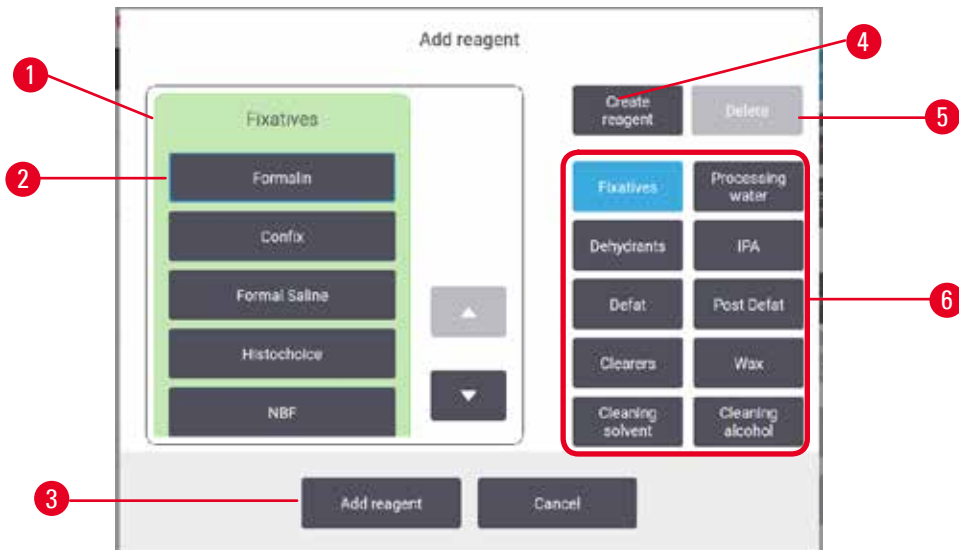 Add reagent
4
1
Create
reagent
Delete
5
Fixatives
2
Formalin
Confix
Formal Saline
Histochoice
NBF
Fixatives
Processing
water
Dehydrants
IPA
Defat
Post Defat
6
Clearers
Wax
Cleaning
solvent
Cleaning
alcohol
3
Add reagent
Cancel